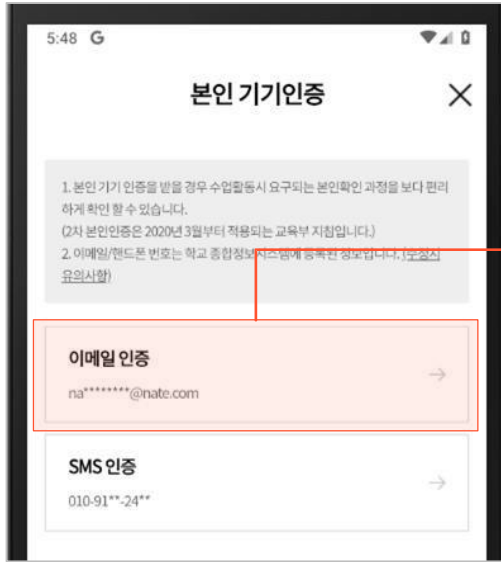 5:48 G
본인 기기인증
1. 본인 기기 인증을 받을 경우 수업활동시 요구되는 본인확인 과정을 보다 편리
하게 확인 할 수 있습니다.
(2차 본인인증은 2020년 3월부터 적용되는 교육부 지침입니다.)
2. 이메일/핸드폰 번호는 학교 종합정보시스템에 등록된 정보입니다. (수정시
유의사항)
이메일 인증
na********@nate.com
SMS 인증
010-91**-24**